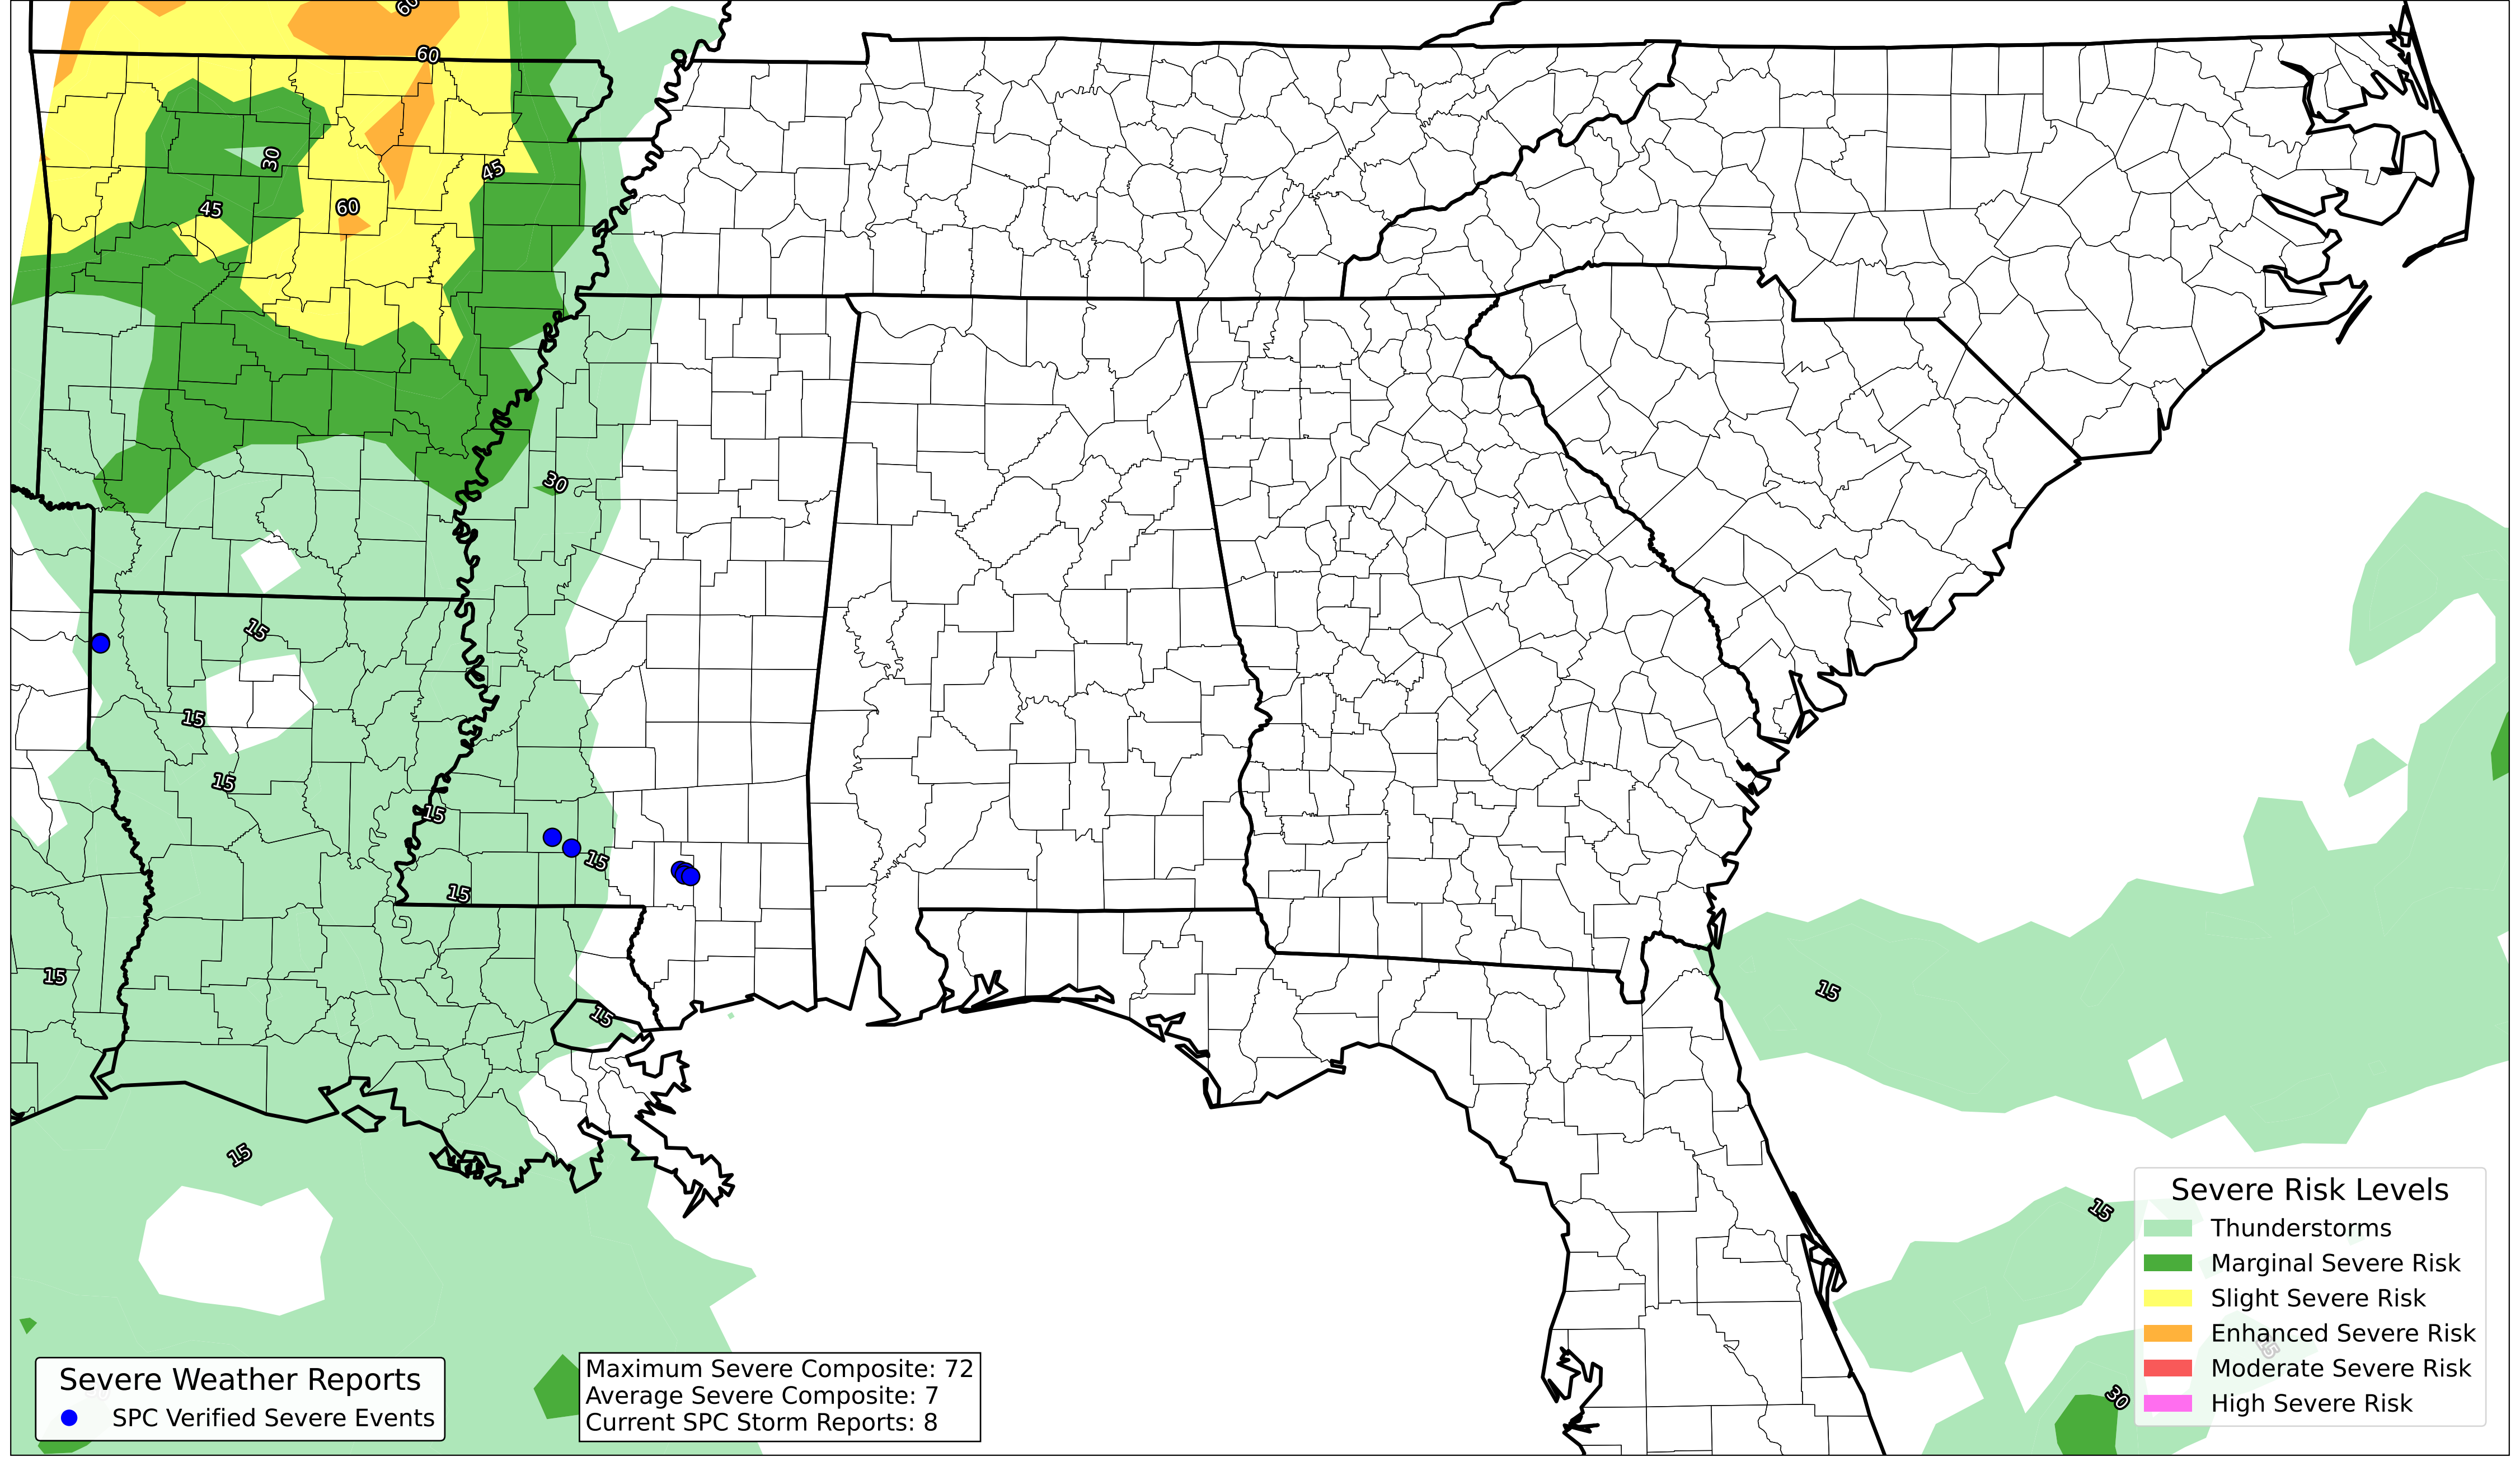 60
60
30
45
45
60
30
15
15
15
15
15
15
15
15
15
15
15
30
Severe Risk Levels
Thunderstorms
Marginal Severe Risk
Slight Severe Risk
Enhanced Severe Risk
Moderate Severe Risk
High Severe Risk
Severe Weather Reports
SPC Verified Severe Events
Maximum Severe Composite: 72
Average Severe Composite: 7
Current SPC Storm Reports: 8